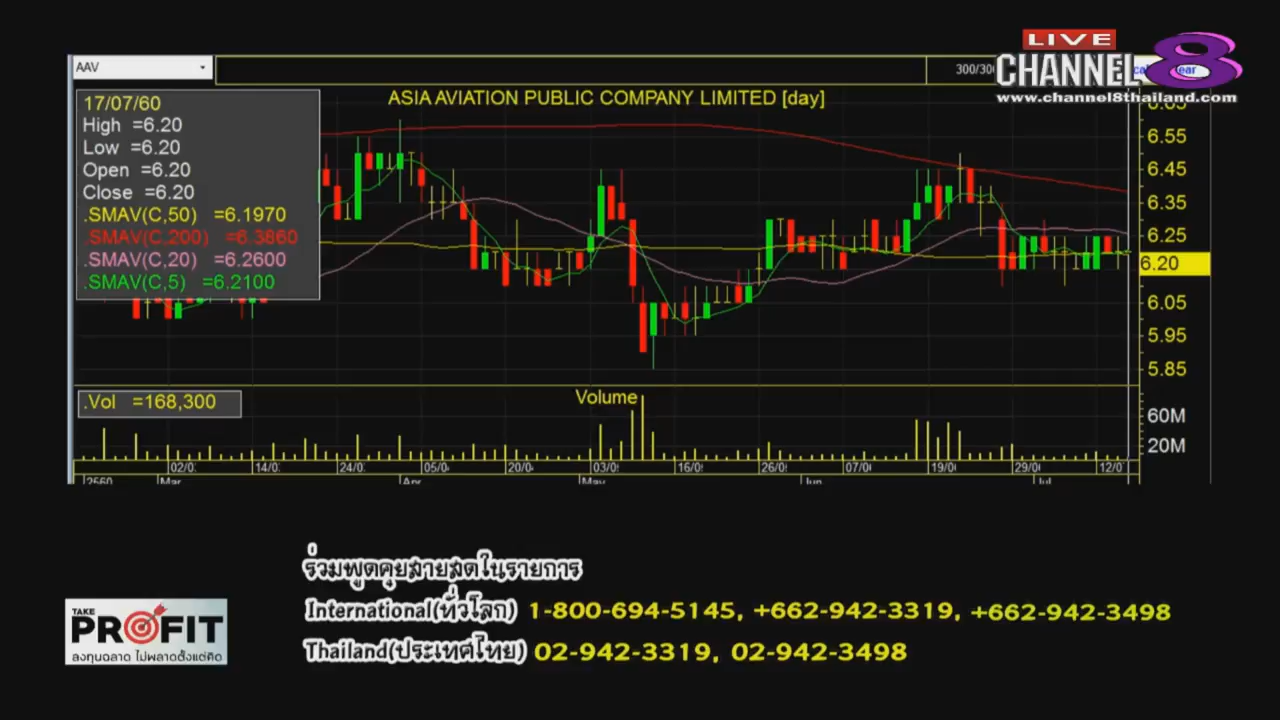 LIVE
CHANNEL 8
www.channel8thailand.com
AAV
300/300
ASIA AVIATION PUBLIC COMPANY LIMITED [day]
17/07/60
High =6.20
Low =6.20
Open =6.20
Close =6.20
.SMAV(C,50) =6.1970
.SMAV(C,200) =6.3860
.SMAV(C,20) =6.2600
.SMAV(C,5) =6.2100
6.65
6.55
6.45
6.35
6.25
6.20
6.05
5.95
5.85
.Vol =168,300
Volume
60M
20M
02/0 14/0 24/0 05/0 20/0 03/0 16/0 26/0 07/0 19/0 29/0 12/0
2560 Mar Apr May Jun Jul
ร่วมพูดคุยสายสดในรายการ
International(ทั่วโลก) 1-800-694-5145, +662-942-3319, +662-942-3498
Thailand(ประเทศไทย) 02-942-3319, 02-942-3498
TAKE
PROFIT
ลงทุนฉลาด ไม่พลาดตั้งแต่คิด